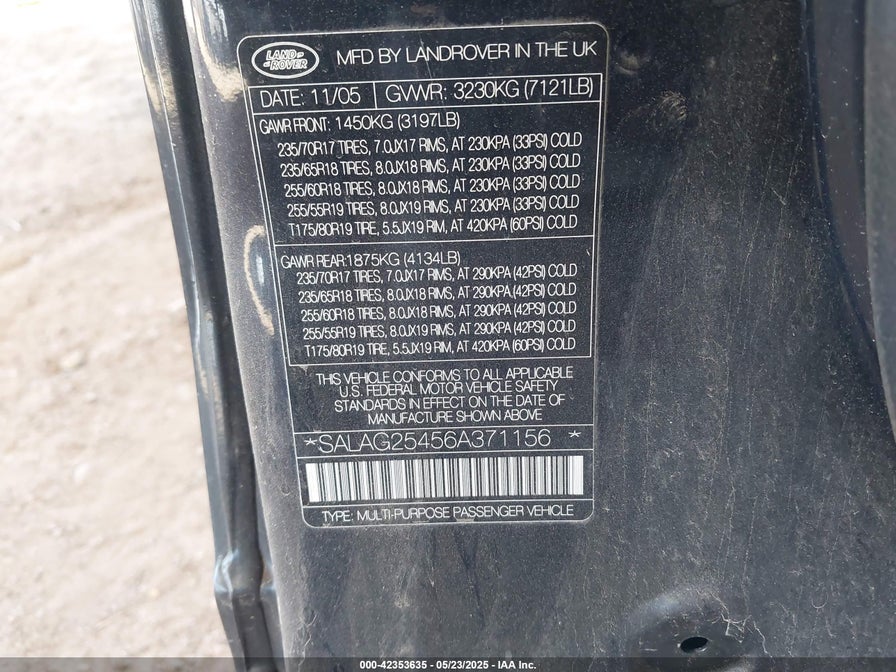 LAND ROVER
MFD BY LANDROVER IN THE UK
DATE: 11/05 GVWR: 3230KG (7121LB)
GAWR FRONT: 1450KG (3197LB)
235/70R17 TIRES, 7.0JX17 RIMS, AT 230KPA (33PSI) COLD
235/65R18 TIRES, 8.0JX18 RIMS, AT 230KPA (33PSI) COLD
255/60R18 TIRES, 8.0JX18 RIMS, AT 230KPA (33PSI) COLD
255/55R19 TIRES, 8.0JX19 RIMS, AT 230KPA (33PSI) COLD
T175/80R19 TIRE, 5.5JX19 RIM, AT 420KPA (60PSI) COLD
GAWR REAR: 1875KG (4134LB)
235/70R17 TIRES, 7.0JX17 RIMS, AT 290KPA (42PSI) COLD
235/65R18 TIRES, 8.0JX18 RIMS, AT 290KPA (42PSI) COLD
255/60R18 TIRES, 8.0JX18 RIMS, AT 290KPA (42PSI) COLD
255/55R19 TIRES, 8.0JX19 RIMS, AT 290KPA (42PSI) COLD
T175/80R19 TIRE, 5.5JX19 RIM, AT 420KPA (60PSI) COLD
THIS VEHICLE CONFORMS TO ALL APPLICABLE
U.S. FEDERAL MOTOR VEHICLE SAFETY
STANDARDS IN EFFECT ON THE DATE OF
MANUFACTURE SHOWN ABOVE
*SALAG25456A371156 *
TYPE: MULTI-PURPOSE PASSENGER VEHICLE
000-42353635 - 05/23/2025 - IAA Inc.